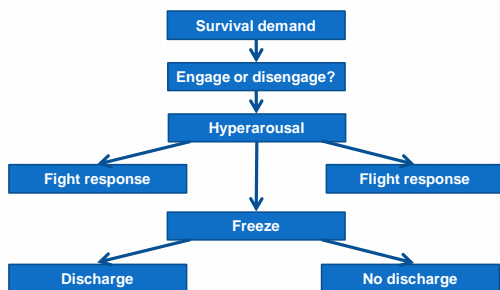 Survival demand
Engage or disengage?
Hyperarousal
Fight response
Flight response
Freeze
Discharge
No discharge